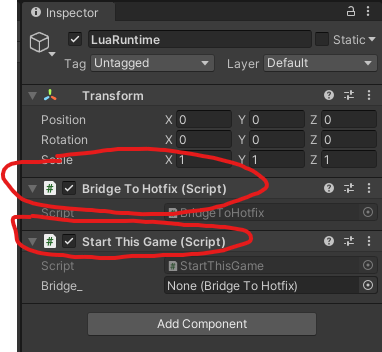 Inspector
LuaRuntime Static
Tag Untagged Layer Default
Transform
Position X 0 Y 0 Z 0
Rotation X 0 Y 0 Z 0
Scale X 1 Y 1 Z 1
# Bridge To Hotfix (Script)
Script # BridgeToHotfix
# Start This Game (Script)
Script # StartThisGame
Bridge_ None (Bridge To Hotfix)
Add Component